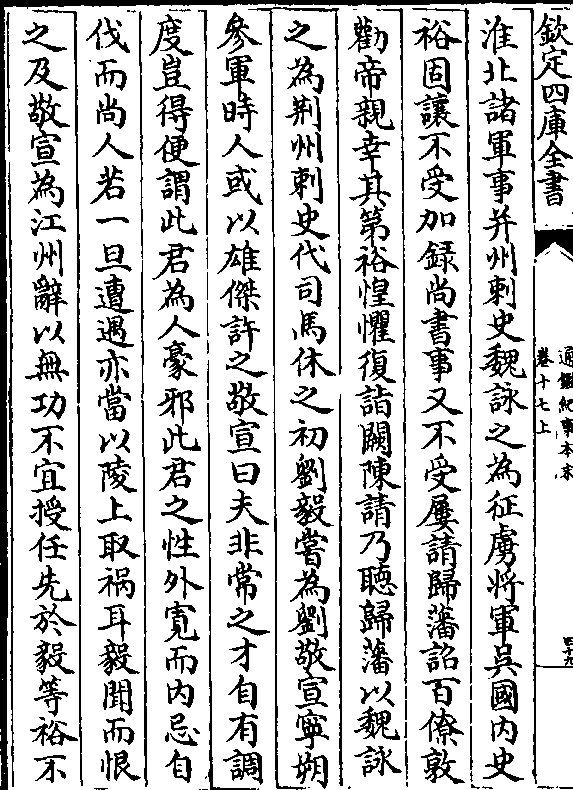 欽定四庫全書
通鑑紀事本末
卷十七上
四十九
淮北諸軍事并州刺史魏詠之為征虜將軍吳國內史
裕固讓不受加録尚書事又不受屢請歸藩詔百僚敦
勸帝親幸其第裕惶懼復詣闕陳請乃聽歸藩以魏詠
之為荆州刺史代司馬休之初劉毅嘗為劉敬宣寧朔
參軍時人或以雄傑許之敬宣曰夫非常之才自有調
度豈得便謂此君為人豪邪此君之性外寛而内忌自
伐而尚人若一旦遭遇亦當以陵上取禍耳毅聞而恨
之及敬宣為江州辭以無功不宜授任先於毅等裕不